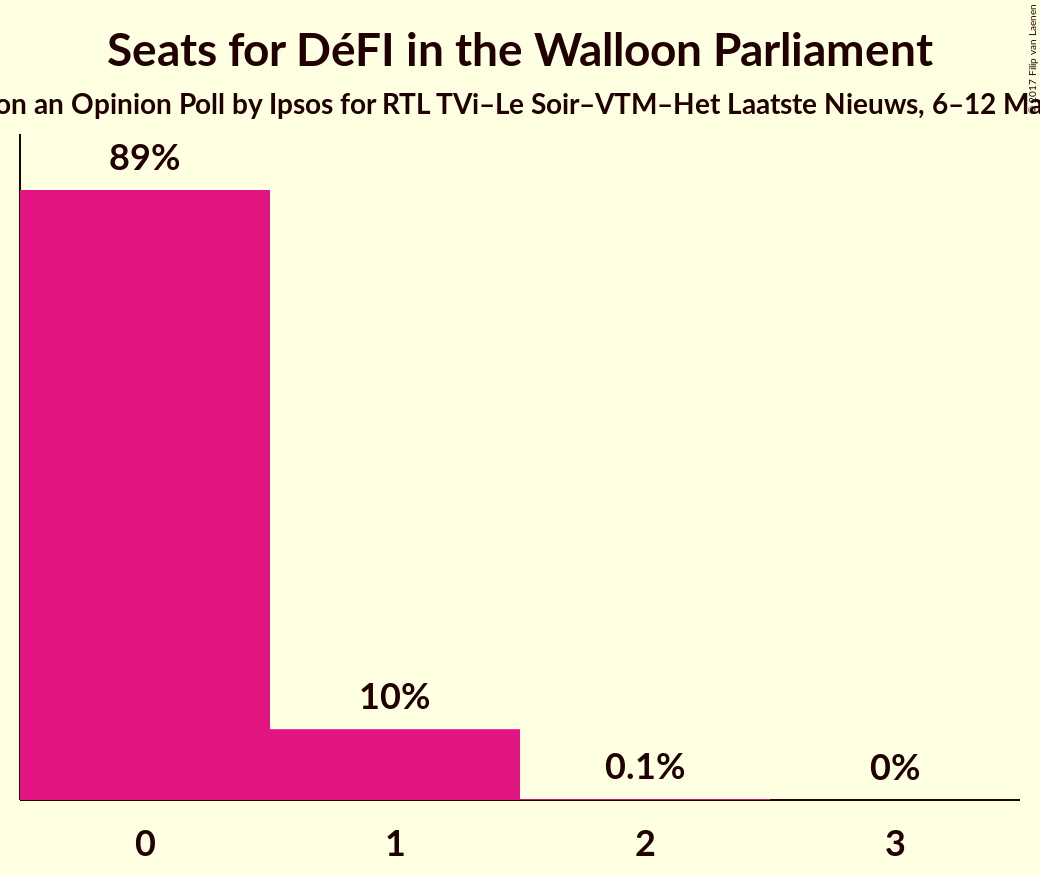 Seats for DéFI in the Walloon Parliament
on an Opinion Poll by Ipsos for RTL TVi–Le Soir–VTM–Het Laatste Nieuws, 6–12 Ma
© 2017 Filip van Laenen
89%
10%
0.1%
0%
0 1 2 3